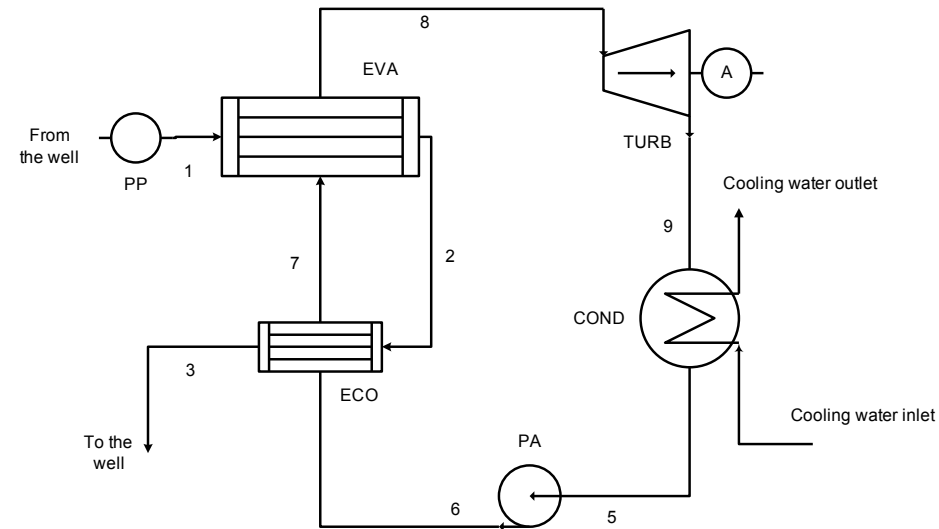 8
EVA
A
From
the well
PP
1
TURB
Cooling water outlet
9
7
2
COND
3
ECO
Cooling water inlet
To the
well
PA
6
5